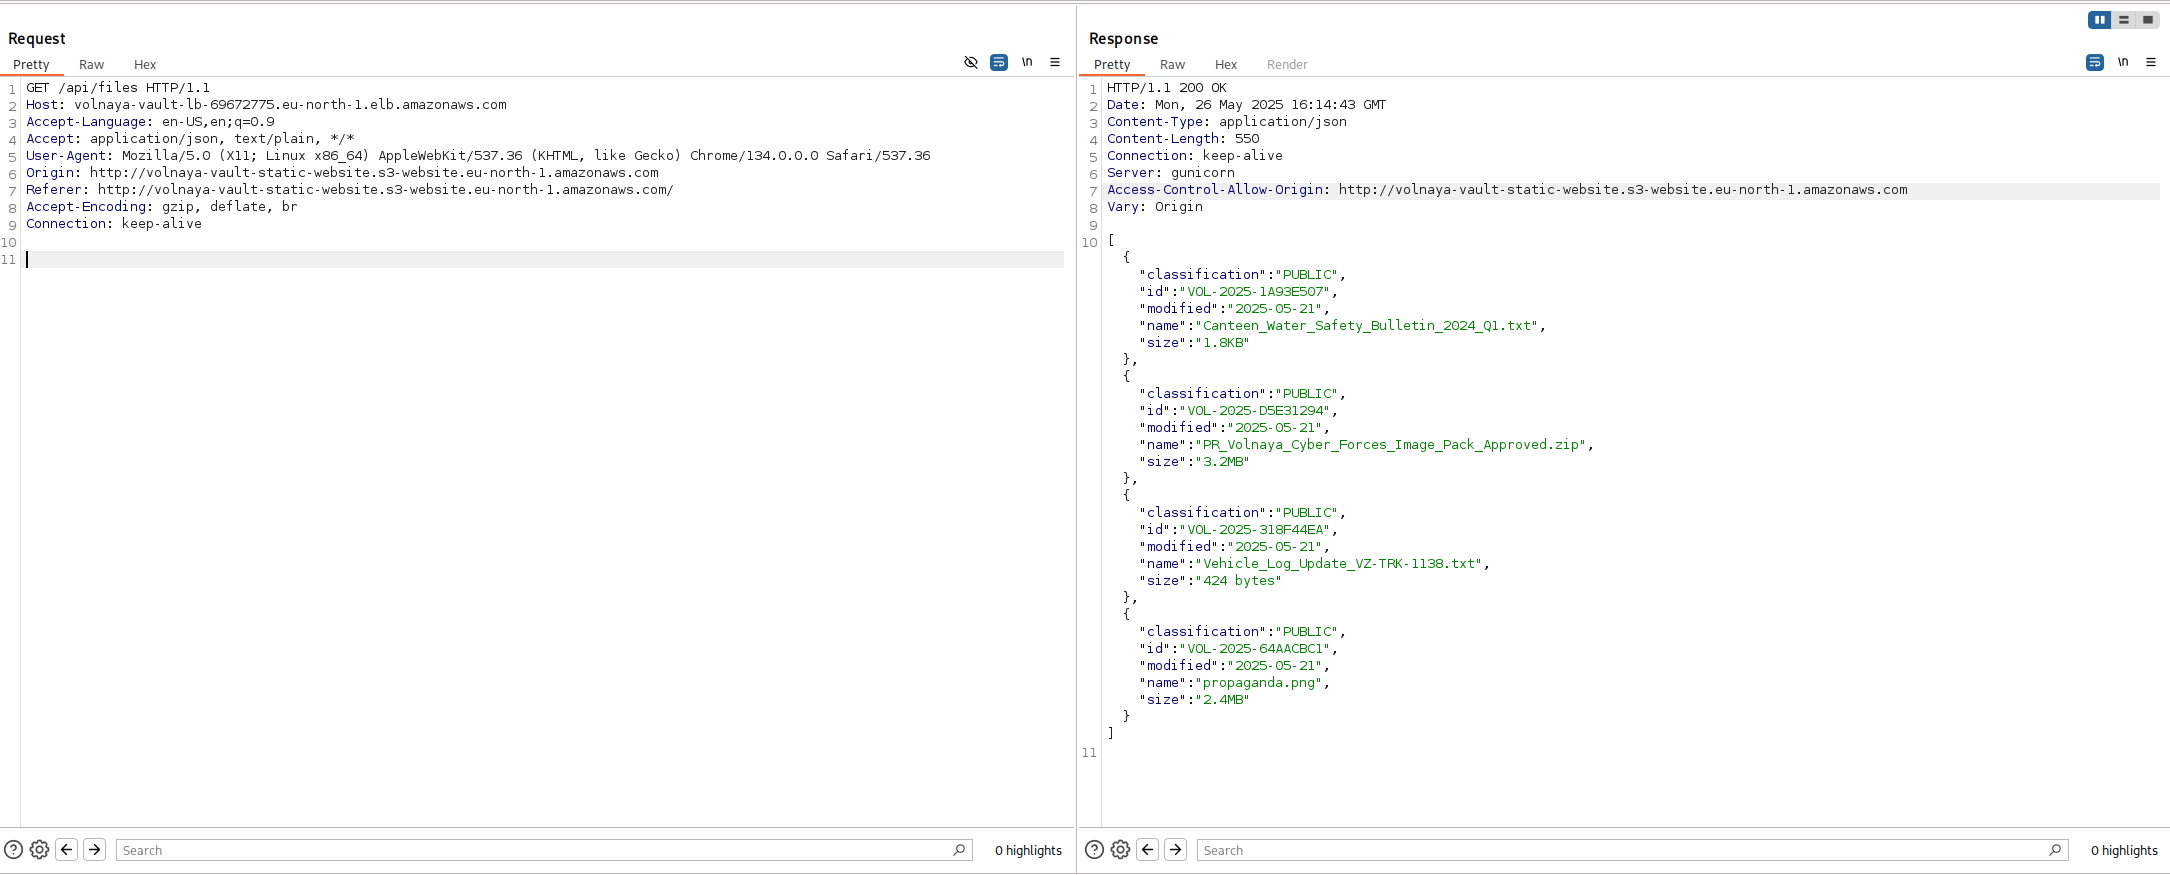 Request
Pretty Raw Hex
\n
1 GET /api/files HTTP/1.1
2 Host: volnaya-vault-lb-69672775.eu-north-1.elb.amazonaws.com
3 Accept-Language: en-US,en;q=0.9
4 Accept: application/json, text/plain, */*
5 User-Agent: Mozilla/5.0 (X11; Linux x86_64) AppleWebKit/537.36 (KHTML, like Gecko) Chrome/134.0.0.0 Safari/537.36
6 Origin: http://volnaya-vault-static-website.s3-website.eu-north-1.amazonaws.com
7 Referer: http://volnaya-vault-static-website.s3-website.eu-north-1.amazonaws.com/
8 Accept-Encoding: gzip, deflate, br
9 Connection: keep-alive
10
11
Search
0 highlights
Response
Pretty Raw Hex Render
\n
1 HTTP/1.1 200 OK
2 Date: Mon, 26 May 2025 16:14:43 GMT
3 Content-Type: application/json
4 Content-Length: 550
5 Connection: keep-alive
6 Server: gunicorn
7 Access-Control-Allow-Origin: http://volnaya-vault-static-website.s3-website.eu-north-1.amazonaws.com
8 Vary: Origin
9
10 [
{
"classification":"PUBLIC",
"id":"VOL-2025-1A93E507",
"modified":"2025-05-21",
"name":"Canteen_Water_Safety_Bulletin_2024_Q1.txt",
"size":"1.8KB"
},
{
"classification":"PUBLIC",
"id":"VOL-2025-D5E31294",
"modified":"2025-05-21",
"name":"PR_Volnaya_Cyber_Forces_Image_Pack_Approved.zip",
"size":"3.2MB"
},
{
"classification":"PUBLIC",
"id":"VOL-2025-318F44EA",
"modified":"2025-05-21",
"name":"Vehicle_Log_Update_VZ-TRK-1138.txt",
"size":"424 bytes"
},
{
"classification":"PUBLIC",
"id":"VOL-2025-64AACBC1",
"modified":"2025-05-21",
"name":"propaganda.png",
"size":"2.4MB"
}
]
11
Search
0 highlights